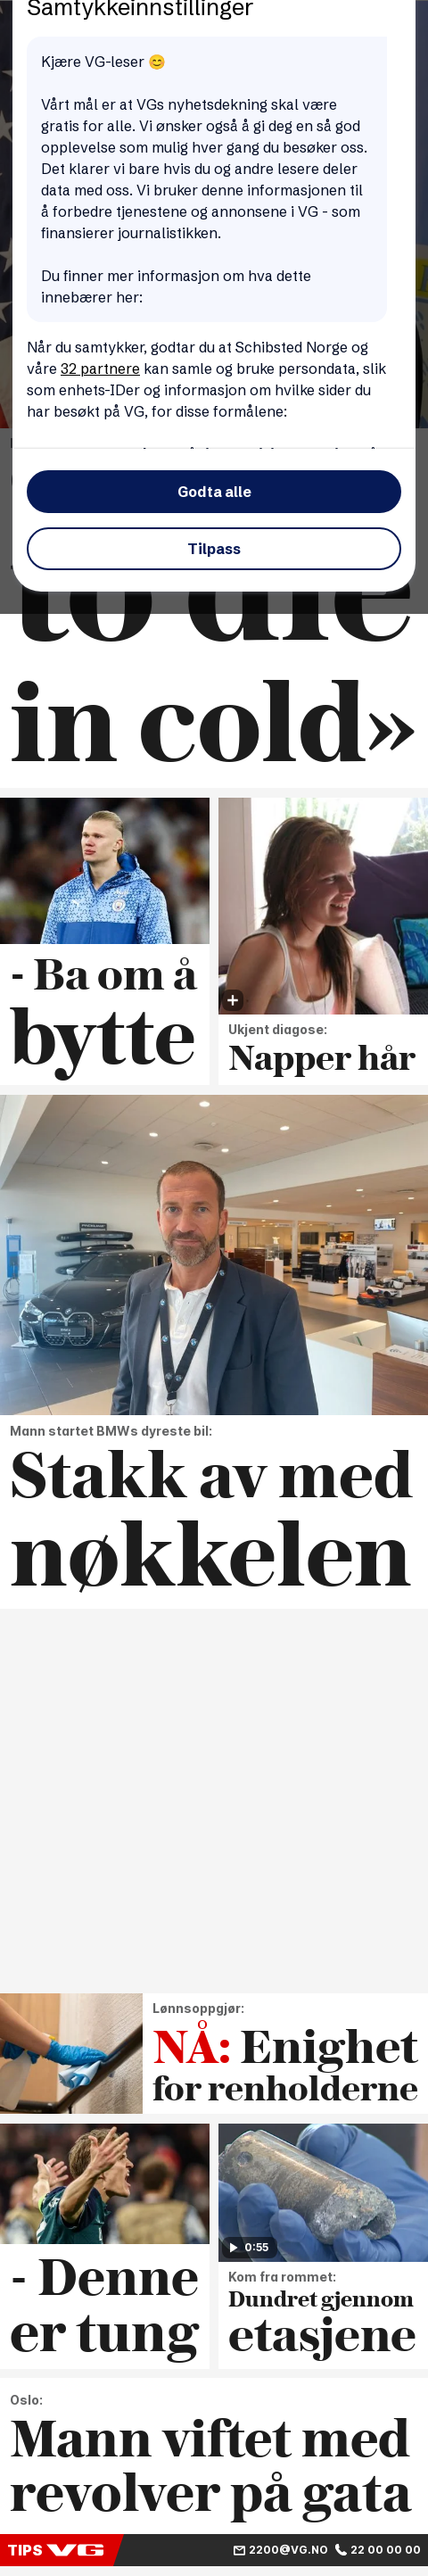 Samtykkeinnstillinger
Kjære VG-leser 😊
Vårt mål er at VGs nyhetsdekning skal være
gratis for alle. Vi ønsker også å gi deg en så god
opplevelse som mulig hver gang du besøker oss.
Det klarer vi bare hvis du og andre lesere deler
data med oss. Vi bruker denne informasjonen til
å forbedre tjenestene og annonsene i VG - som
finansierer journalistikken.
Du finner mer informasjon om hva dette
innebærer her:
Når du samtykker, godtar du at Schibsted Norge og
våre 32 partnere kan samle og bruke persondata, slik
som enhets-IDer og informasjon om hvilke sider du
har besøkt på VG, for disse formålene:
Godta alle
Tilpass
to die
in cold»
- Ba om å
bytte
Ukjent diagose:
Napper hår
Mann startet BMWs dyreste bil:
Stakk av med
nøkkelen
Lønnsoppgjør:
NÅ: Enighet
for renholderne
- Denne
er tung
0:55
Kom fra rommet:
Dundret gjennom
etasjene
Oslo:
Mann viftet med
revolver på gata
TIPS VG 2200@VG.NO 22 00 00 00